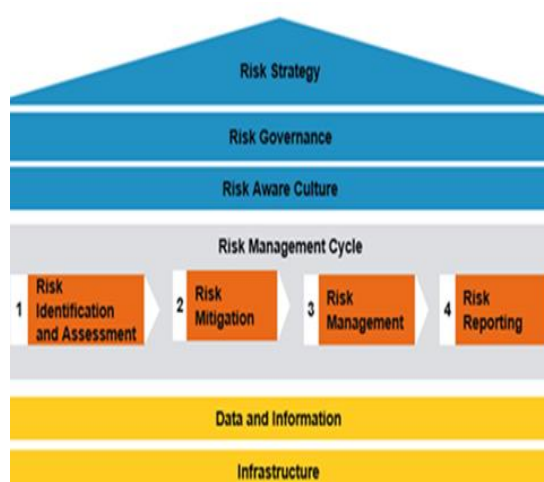 Risk Strategy
Risk Governance
Risk Aware Culture
Risk Management Cycle
1
Risk
Identification
and Assessment
2
Risk
Mitigation
3
Risk
Management
4
Risk
Reporting
Data and Information
Infrastructure